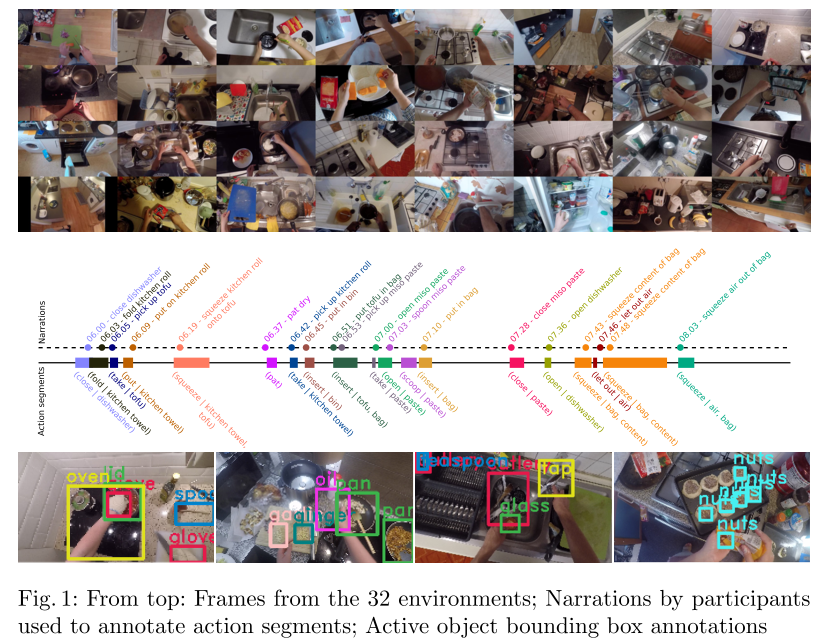 Narrations
06.00 - close dishwasher
06.03 - fold kitchen roll
06.05 - pick up tofu
06.09 - put on kitchen roll
06.19 - squeeze kitchen roll
onto tofu
06.37 - pat dry
06.42 - pick up kitchen roll
06.45 - put in bin
06.51 - put tofu in bag
06.53 - pick up miso paste
07.00 - open miso paste
07.03 - spoon miso paste
07.10 - put in bag
07.28 - close miso paste
07.36 - open dishwasher
07.43 - squeeze content of bag
07.46 - let out air
07.48 - squeeze content of bag
08.03 - squeeze air out of bag
Action segments
(close | dishwasher)
(fold | kitchen towel)
(take | tofu)
(put | kitchen towel)
(squeeze | kitchen towel,
tofu)
(pat)
(take | kitchen towel)
(insert | bin)
(insert | tofu, bag)
(take | paste)
(open | paste)
(scoop | paste)
(insert | bag)
(close | paste)
(open | dishwasher)
(squeeze | bag, content)
(let out | air)
(squeeze | bag, content)
(squeeze | air, bag)
oven
lid
glove
pan
tap
glass
nuts
nuts
nuts
nuts
Fig. 1: From top: Frames from the 32 environments; Narrations by participants
used to annotate action segments; Active object bounding box annotations